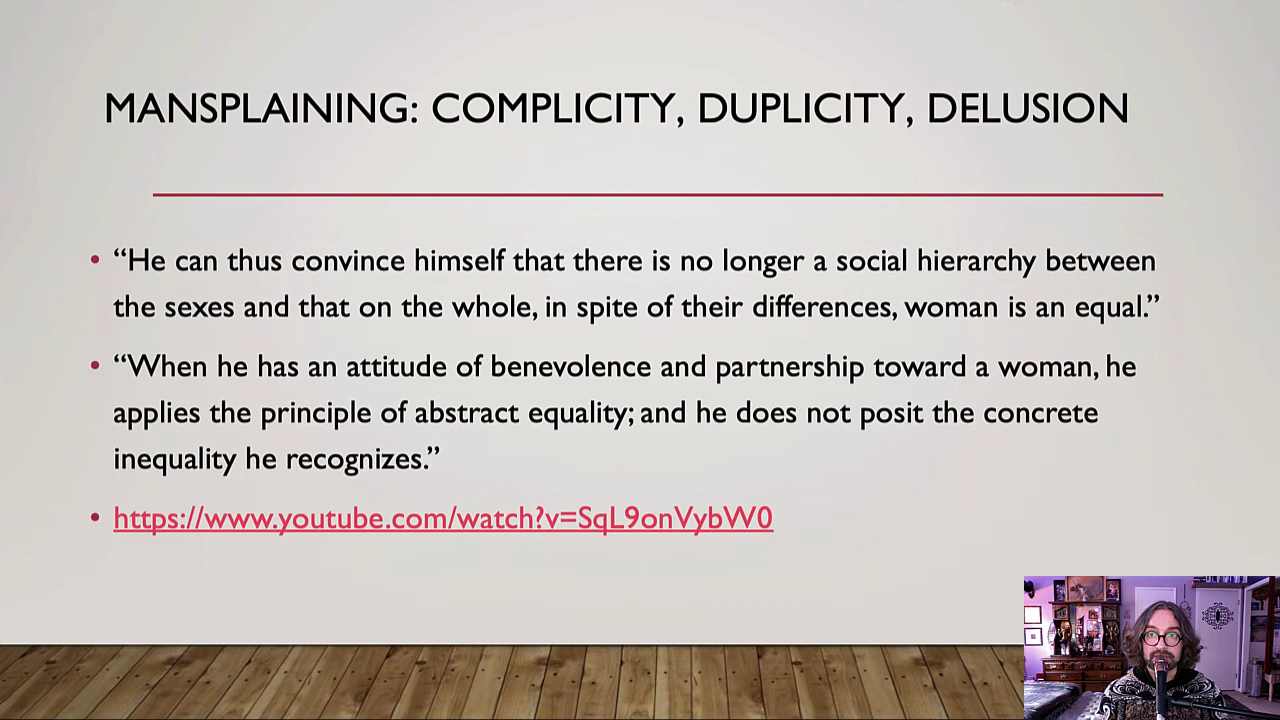 MANSPLAINING: COMPLICITY, DUPLICITY, DELUSION
• “He can thus convince himself that there is no longer a social hierarchy between
the sexes and that on the whole, in spite of their differences, woman is an equal.”
• “When he has an attitude of benevolence and partnership toward a woman, he
applies the principle of abstract equality; and he does not posit the concrete
inequality he recognizes.”
• https://www.youtube.com/watch?v=SqL9onVybW0